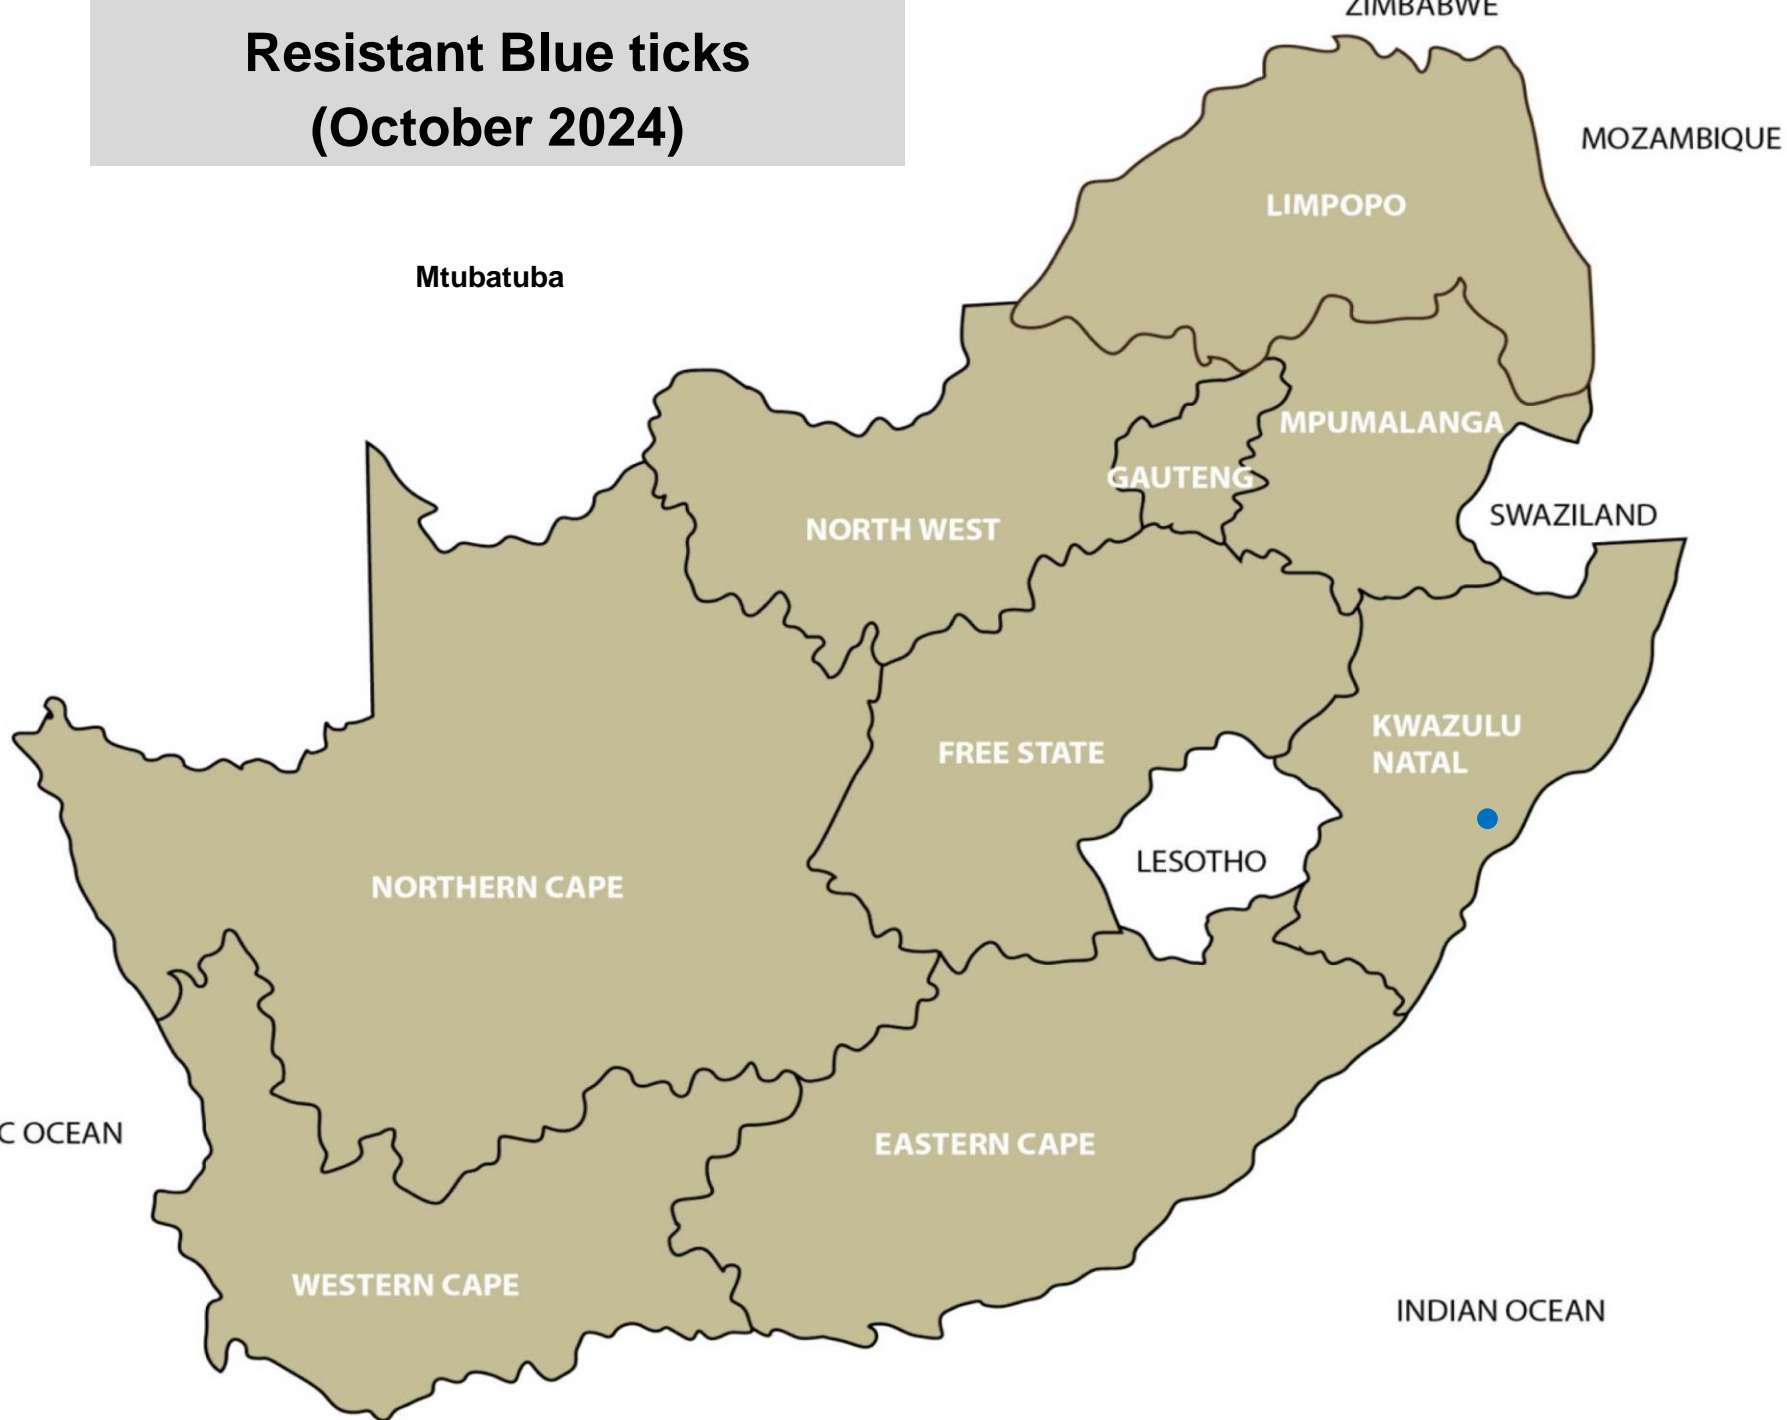 ZIMBABWE
Resistant Blue ticks
(October 2024)
MOZAMBIQUE
LIMPOPO
Mtubatuba
MPUMALANGA
GAUTENG
SWAZILAND
NORTH WEST
KWAZULU
NATAL
FREE STATE
LESOTHO
NORTHERN CAPE
C OCEAN
EASTERN CAPE
WESTERN CAPE
INDIAN OCEAN